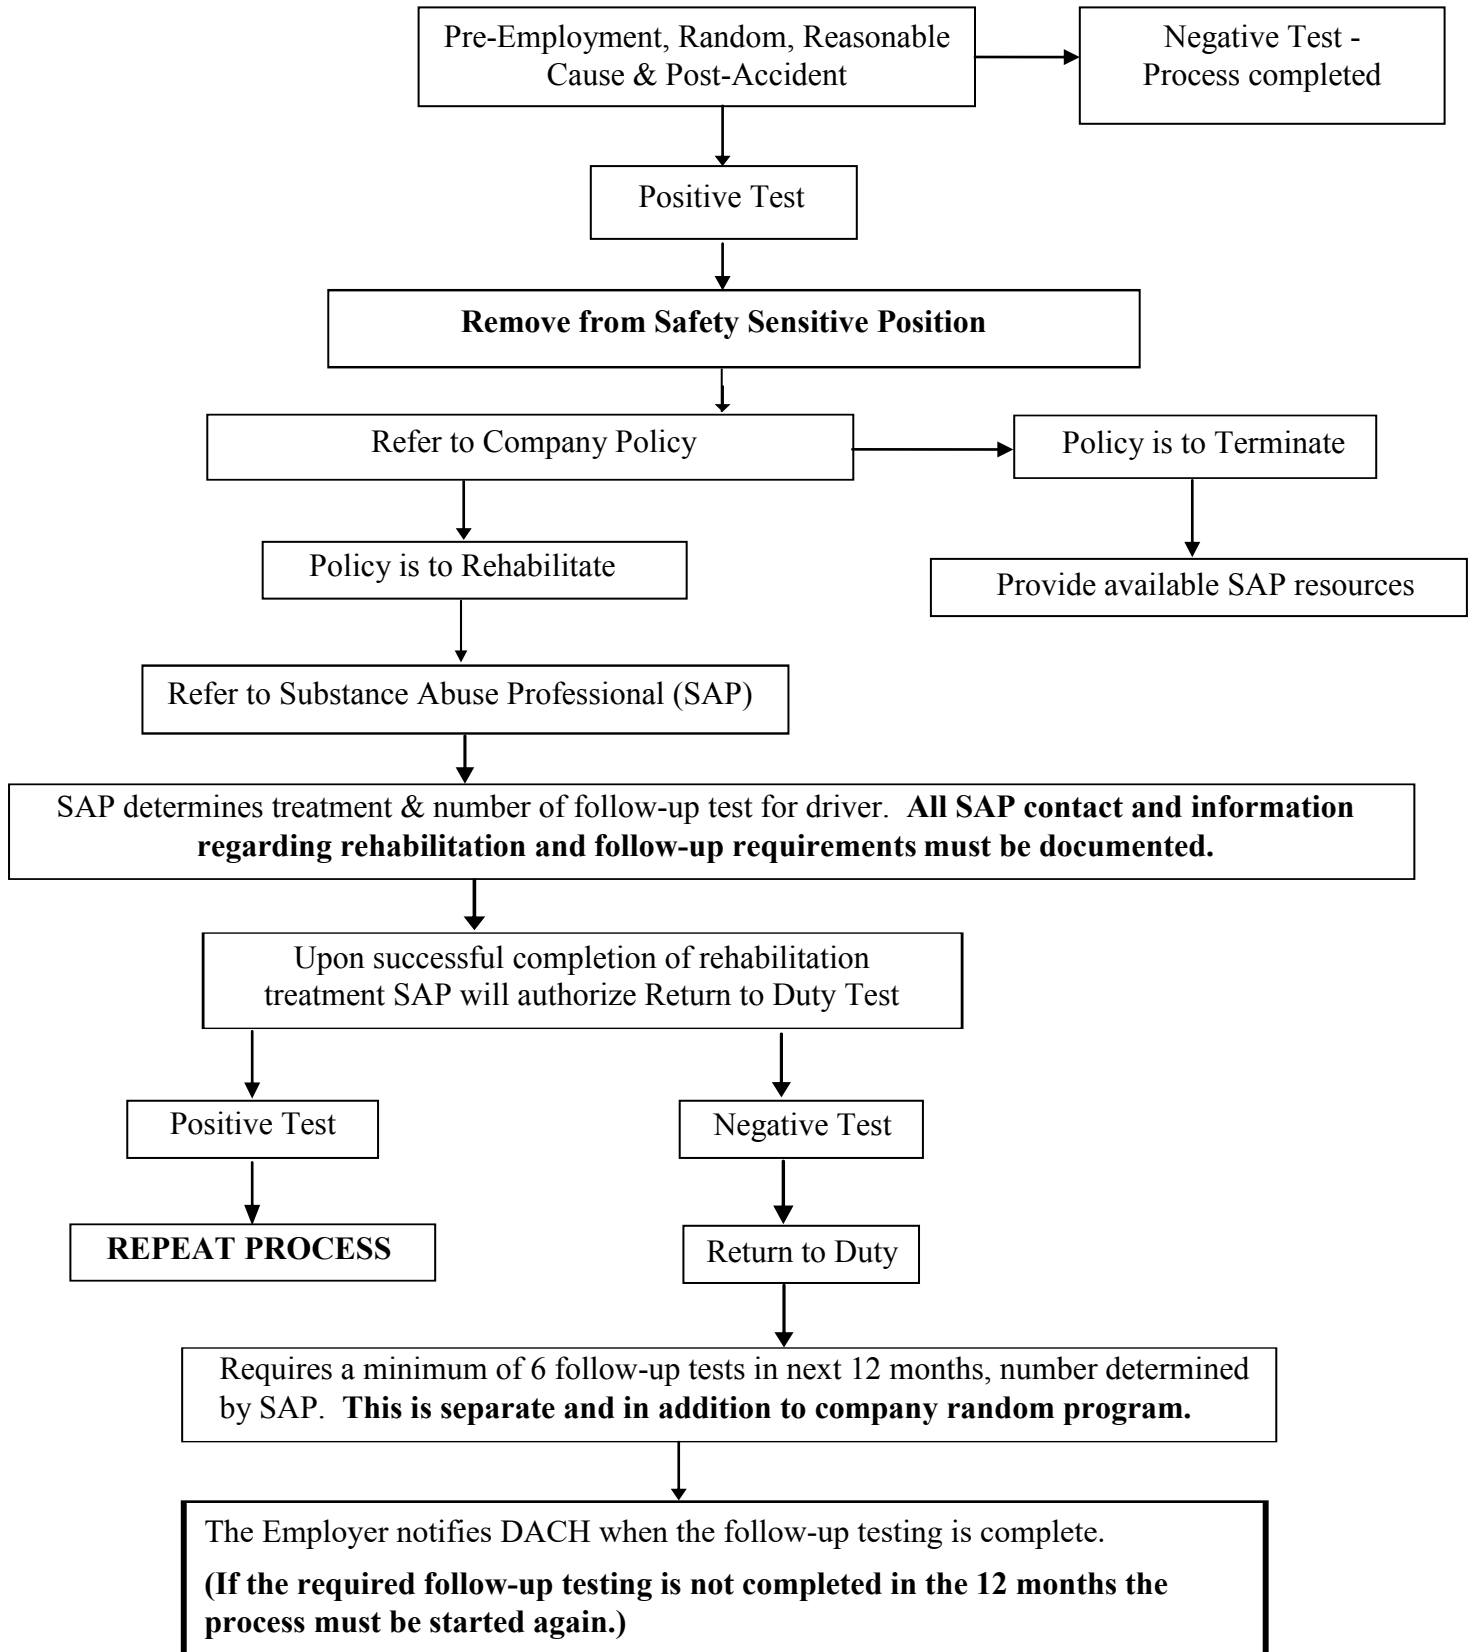 Pre-Employment, Random, Reasonable
Cause & Post-Accident
Negative Test -
Process completed
Positive Test
Remove from Safety Sensitive Position
Refer to Company Policy
Policy is to Terminate
Policy is to Rehabilitate
Provide available SAP resources
Refer to Substance Abuse Professional (SAP)
SAP determines treatment & number of follow-up test for driver. All SAP contact and information
regarding rehabilitation and follow-up requirements must be documented.
Upon successful completion of rehabilitation
treatment SAP will authorize Return to Duty Test
Positive Test
Negative Test
REPEAT PROCESS
Return to Duty
Requires a minimum of 6 follow-up tests in next 12 months, number determined
by SAP. This is separate and in addition to company random program.
The Employer notifies DACH when the follow-up testing is complete.
(If the required follow-up testing is not completed in the 12 months the
process must be started again.)